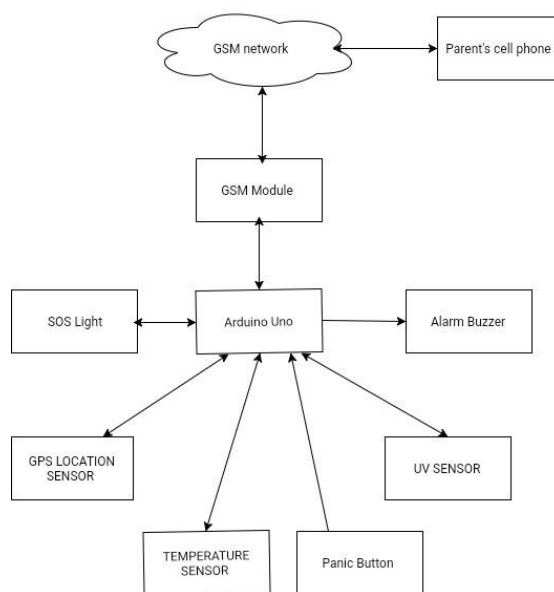 GSM network
Parent's cell phone
GSM Module
SOS Light
Arduino Uno
Alarm Buzzer
GPS LOCATION
SENSOR
UV SENSOR
TEMPERATURE
SENSOR
Panic Button